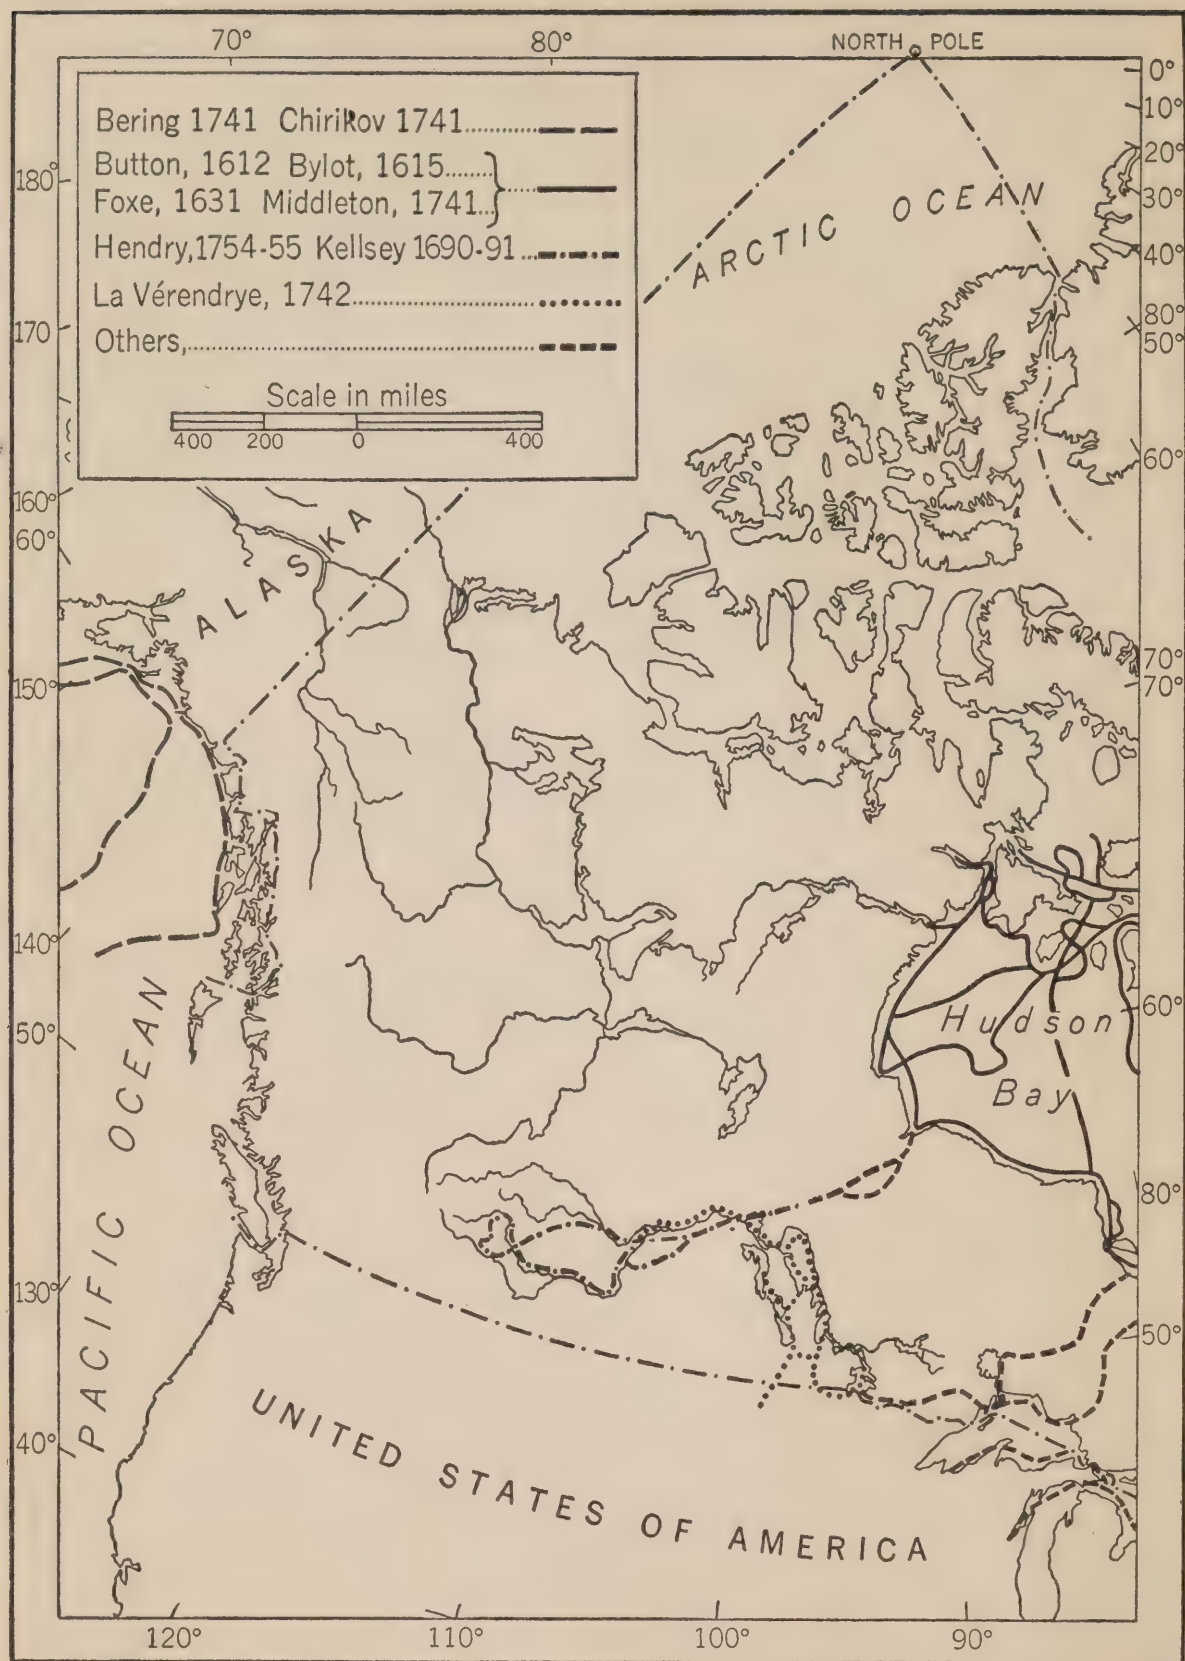 70° 80° NORTH POLE
0°
10°
20°
30°
40°
80°
50°
60°
70°
70°
60°
80°
50°
Bering 1741 Chirikov 1741
Button, 1612 Bylot, 1615
Foxe, 1631 Middleton, 1741
Hendry, 1754-55 Kellsey 1690-91
La Vérendrye, 1742
Others,
Scale in miles
400 200 0 400
180°
170°
160°
60°
150°
140°
50°
130°
40°
ARCTIC OCEAN
ALASKA
PACIFIC OCEAN
Hudson
Bay
UNITED STATES OF AMERICA
120° 110° 100° 90°